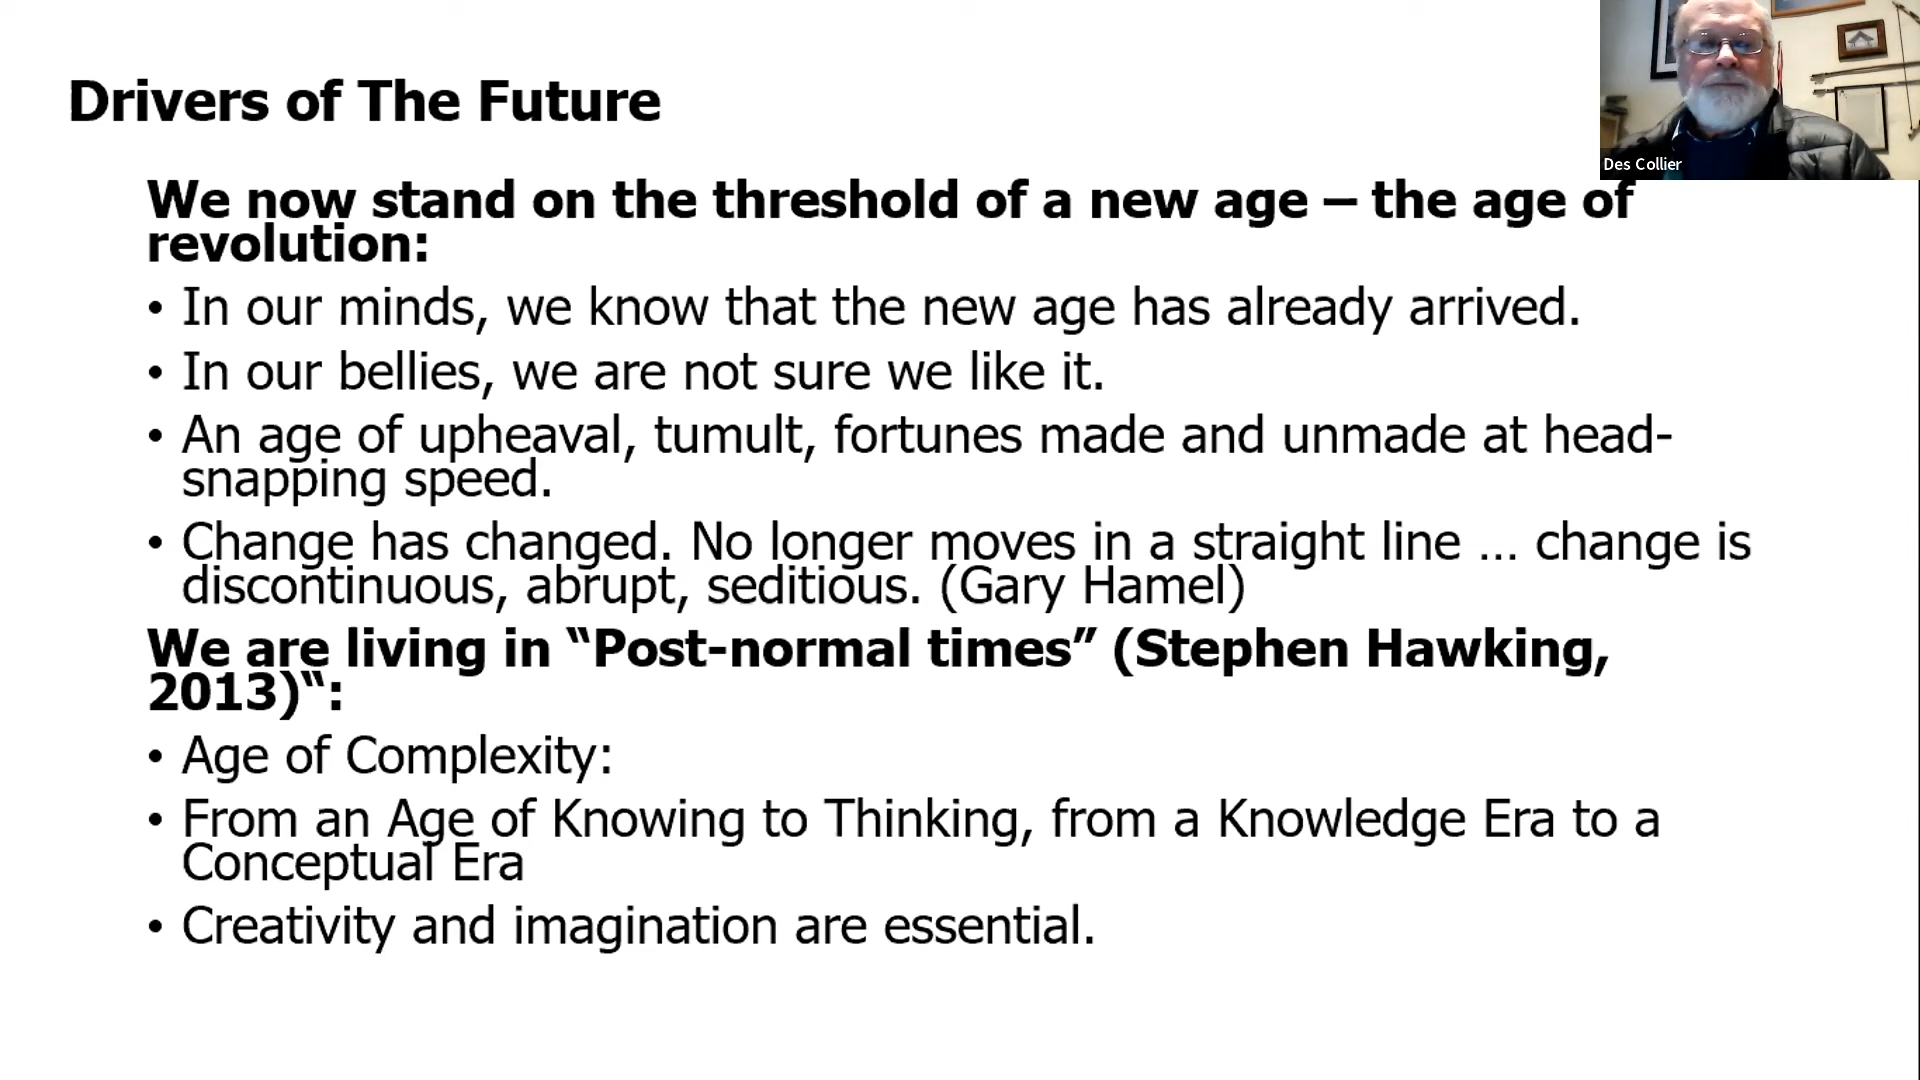 Drivers of The Future
Des Collier
We now stand on the threshold of a new age – the age of
revolution:
• In our minds, we know that the new age has already arrived.
• In our bellies, we are not sure we like it.
• An age of upheaval, tumult, fortunes made and unmade at head-
snapping speed.
• Change has changed. No longer moves in a straight line … change is
discontinuous, abrupt, seditious. (Gary Hamel)
We are living in “Post-normal times” (Stephen Hawking,
2013)“:
• Age of Complexity:
• From an Age of Knowing to Thinking, from a Knowledge Era to a
Conceptual Era
• Creativity and imagination are essential.